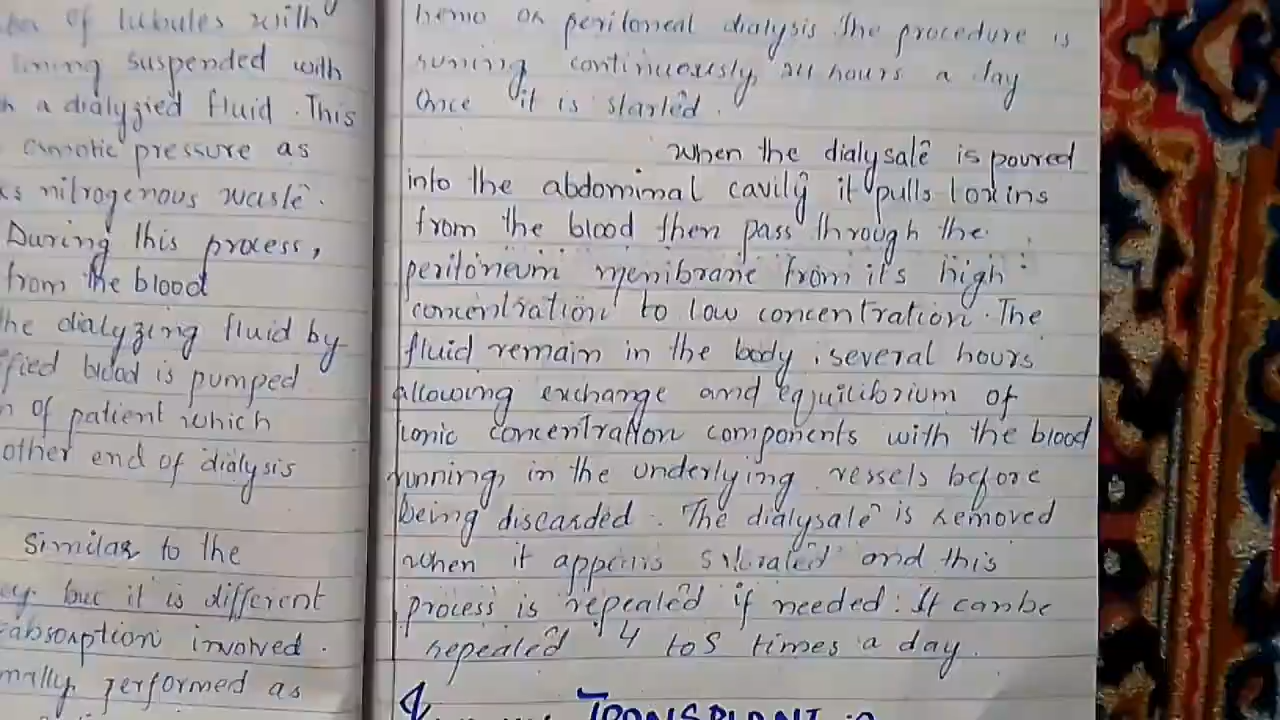 of tubules with
suspended with
a dialyzied fluid. This
osmotic pressure as
nitrogenous waste.
During this process,
from the blood
the dialyzing fluid by
blood is pumped
of patient which
other end of dialysis
similar to the
but it is different
absorption involved.
performed as
hemo or peritoneal dialysis. The procedure is
runing continuously, 24 hours a day
Once it is started.
when the dialysate is poured
into the abdominal cavity it pulls toxins
from the blood then pass through the
peritoneum membrane from it's high
concentration to low concentration. The
fluid remain in the body, several hours
allowing exchange and equilibrium of
ionic concentration components with the blood
running, in the underlying vessels before
being discarded. The dialysate is removed
when it appears and this
process is repeated if needed. It can be
repeated 4 to 5 times a day.